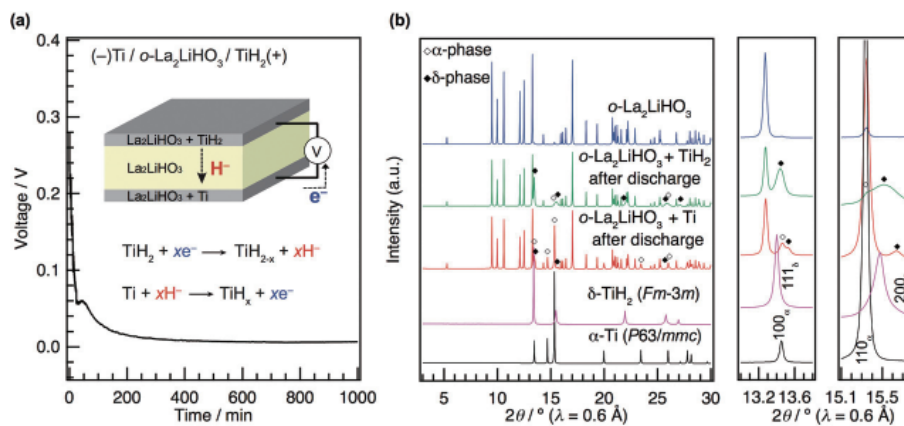 (a)
(−)Ti / o-La₂LiHO₃ / TiH₂(+)
La₂LiHO₃ + TiH₂
La₂LiHO₃
H⁻
La₂LiHO₃ + Ti
V
e⁻
TiH₂ + xe⁻ → TiH₂₋ₓ + xH⁻
Ti + xH⁻ → TiHₓ + xe⁻
Voltage / V
0.4
0.3
0.2
0.1
0.0
0 200 400 600 800 1000
Time / min
(b)
◇ α-phase
◆ δ-phase
o-La₂LiHO₃
o-La₂LiHO₃ + TiH₂
after discharge
o-La₂LiHO₃ + Ti
after discharge
δ-TiH₂ (Fm-3m)
α-Ti (P63/mmc)
Intensity (a.u.)
5 10 15 20 25 30
2θ / ° (λ = 0.6 Å)
100α
111δ
110α
200
13.2 13.6
15.1 15.5
2θ / ° (λ = 0.6 Å)